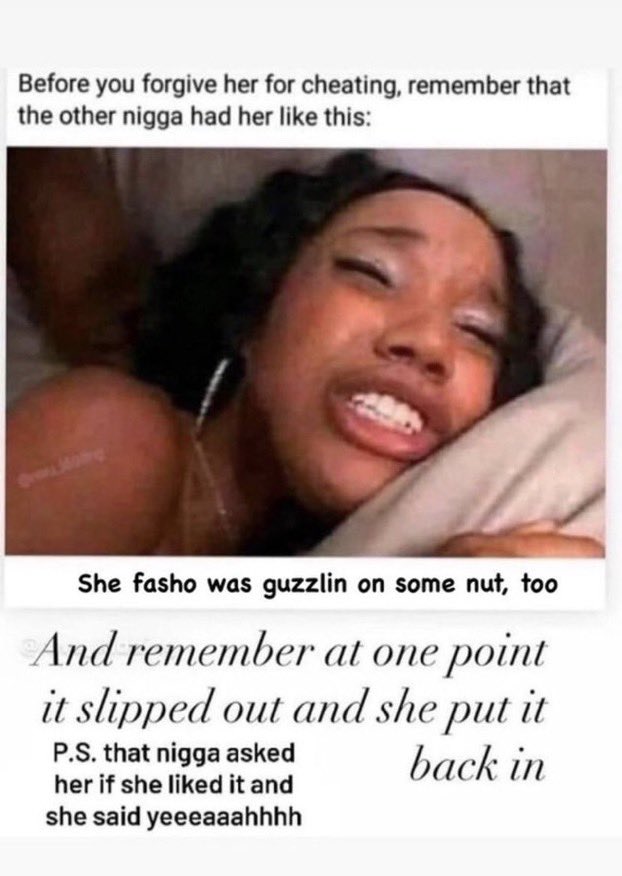 Before you forgive her for cheating, remember that
the other nigga had her like this:
She fasho was guzzlin on some nut, too
And remember at one point
it slipped out and she put it
back in
P.S. that nigga asked
her if she liked it and
she said yeeeaaahhhh